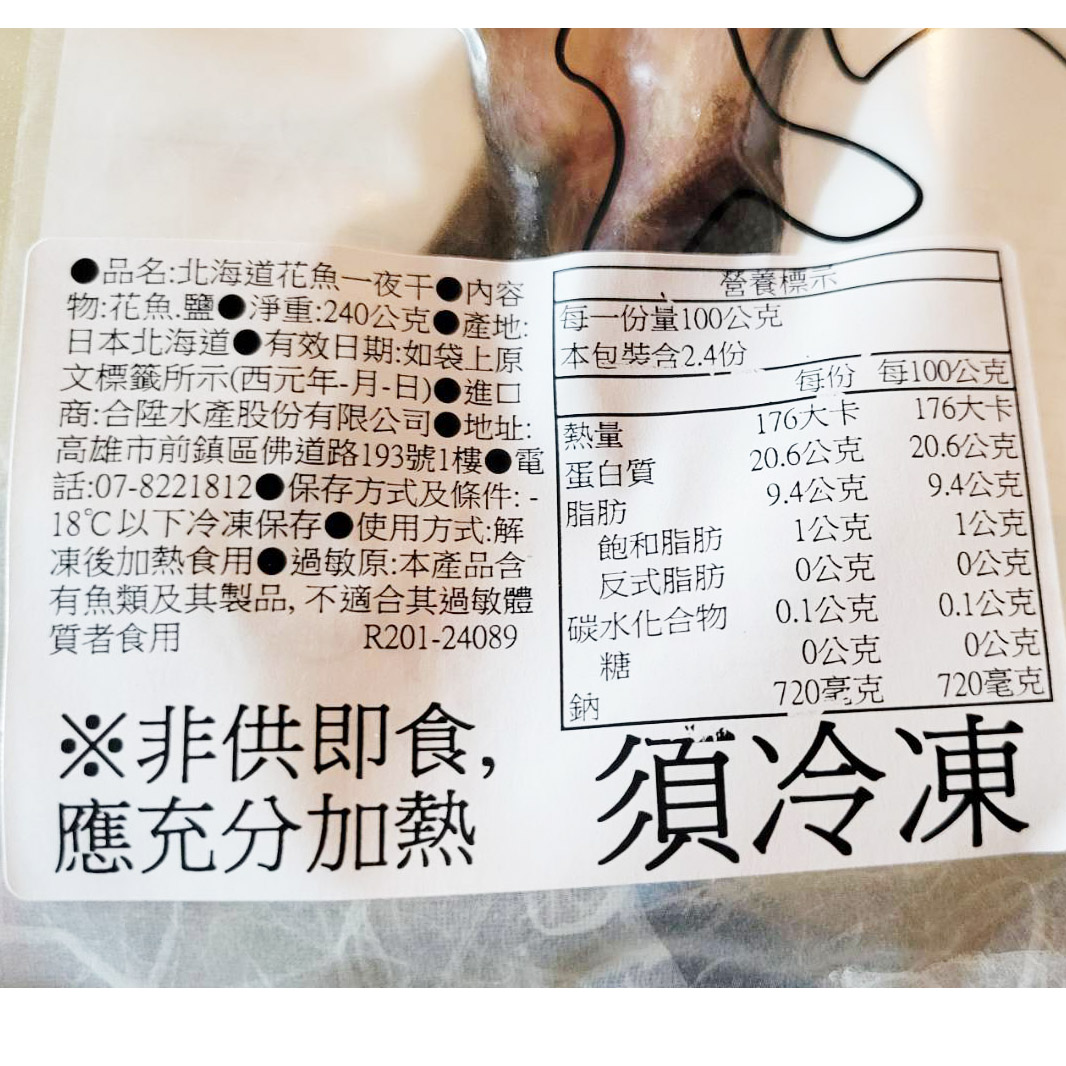 ●品名:北海道花魚一夜干●內容
物:花魚.鹽●淨重:240公克●產地:
日本北海道●有效日期:如袋上原
文標籤所示(西元年-月-日)●進口
商:合陞水產股份有限公司●地址:
高雄市前鎮區佛道路193號1樓●電
話:07-8221812●保存方式及條件: -
18℃以下冷凍保存●使用方式:解
凍後加熱食用●過敏原:本產品含
有魚類及其製品, 不適合其過敏體
質者食用 R201-24089
※非供即食,
應充分加熱
營養標示
每一份量100公克
本包裝含2.4份
每份 每100公克
熱量 176大卡 176大卡
蛋白質 20.6公克 20.6公克
脂肪 9.4公克 9.4公克
飽和脂肪 1公克 1公克
反式脂肪 0公克 0公克
碳水化合物 0.1公克 0.1公克
糖 0公克 0公克
鈉 720毫克 720毫克
須冷凍